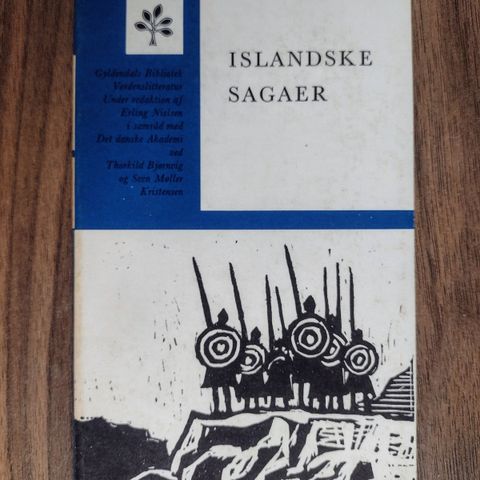 Gyldendals Bibliotek
Verdenslitteratur
Under redaktion af
Erling Nielsen
i samråd med
Det danske Akademi
ved
Thorkild Bjørnvig
og Sven Møller
Kristensen
ISLANDSKE
SAGAER